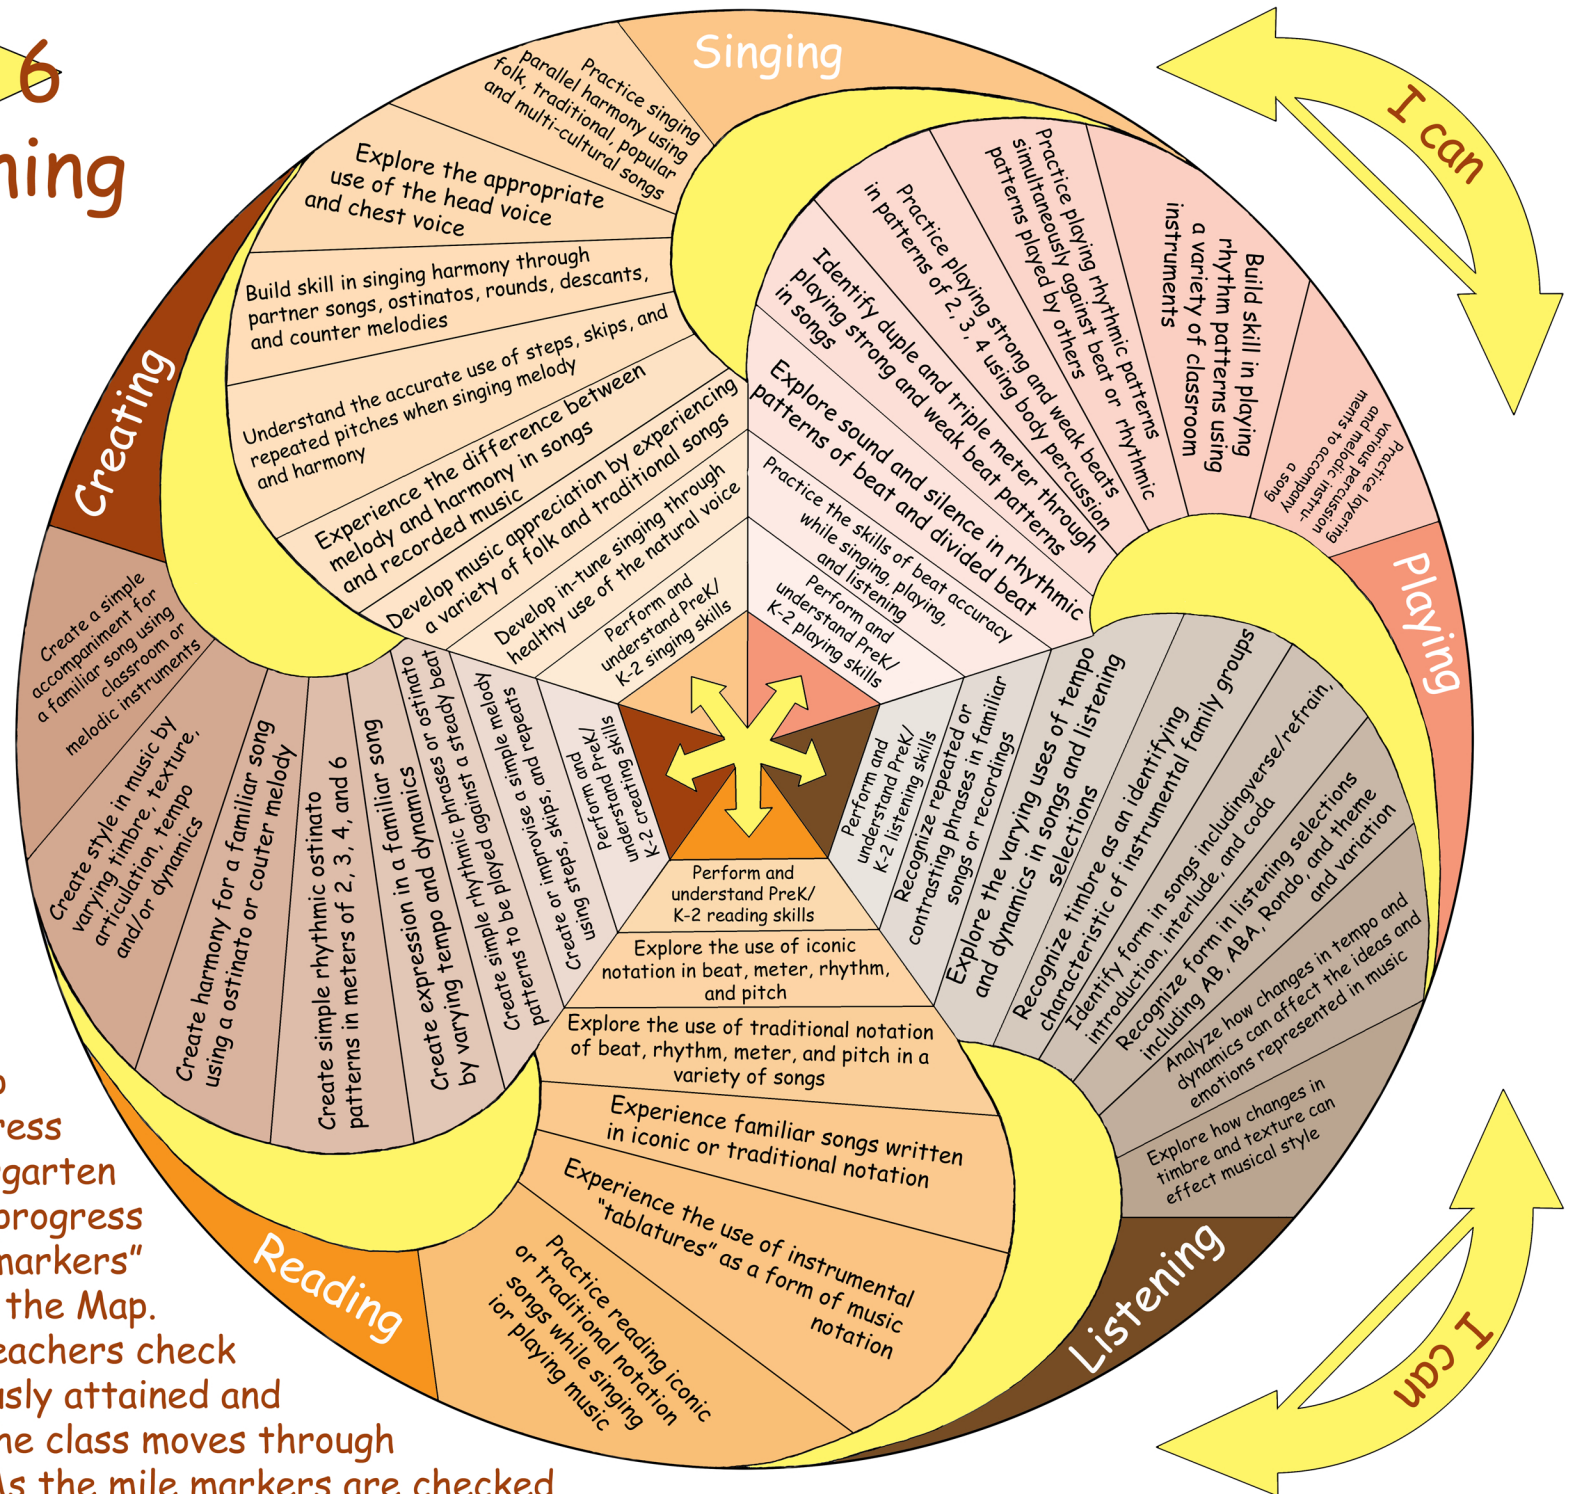 6
ning
Singing
Practice singing
parallel harmony using
folk, traditional, popular
and multi-cultural songs
Explore the appropriate
use of the head voice
and chest voice
Build skill in singing harmony through
partner songs, ostinatos, rounds, descants,
and counter melodies
Understand the accurate use of steps, skips, and
repeated pitches when singing melody
and harmony
Experience the difference between
melody and harmony in songs
and recorded music
Develop music appreciation by experiencing
a variety of folk and traditional songs
Develop in-tune singing through
healthy use of the natural voice
Perform and
understand PreK/
K-2 singing skills
I can
Playing
Practice layering
various percussion
and melodic instru-
ments to accompany
a song
Build skill in playing
rhythm patterns using
a variety of classroom
instruments
Practice playing rhythmic patterns
simultaneously against beat or rhythmic
patterns played by others
Practice playing strong and weak beats
in patterns of 2, 3, 4 using body percussion
Identify duple and triple meter through
playing strong and weak beat patterns
in songs
Explore sound and silence in rhythmic
patterns of beat and divided beat
Practice the skills of beat accuracy
while singing, playing,
and listening
Perform and
understand PreK/
K-2 playing skills
Listening
Perform and
understand PreK/
K-2 listening skills
Recognize repeated or
contrasting phrases in familiar
songs or recordings
Explore the varying uses of tempo
and dynamics in songs and listening
selections
Recognize timbre as an identifying
characteristic of instrumental family groups
Identify form in songs includingverse/refrain,
introduction, interlude, and coda
Recognize form in listening selections
including AB, ABA, Rondo, and theme
and variation
Analyze how changes in tempo and
dynamics can affect the ideas and
emotions represented in music
Explore how changes in
timbre and texture can
effect musical style
I can
Reading
Perform and
understand PreK/
K-2 reading skills
Explore the use of iconic
notation in beat, meter, rhythm,
and pitch
Explore the use of traditional notation
of beat, rhythm, meter, and pitch in a
variety of songs
Experience familiar songs written
in iconic or traditional notation
Experience the use of instrumental
"tablatures" as a form of music
notation
Practice reading iconic
or traditional notation
songs while singing
ior playing music
Creating
Create a simple
accompaniment for
a familiar song using
classroom or
melodic instruments
Create style in music by
varying timbre, texture,
articulation, tempo
and/or dynamics
Create harmony for a familiar song
using a ostinato or couter melody
Create simple rhythmic ostinato
patterns in meters of 2, 3, 4, and 6
Create expression in a familiar song
by varying tempo and dynamics
Create simple rhythmic phrases or ostinato
patterns to be played against a steady beat
Create or improvise a simple melody
using steps, skips, and repeats
Perform and
understand PreK/
K-2 creating skills
ress
garten
progress
markers"
the Map.
eachers check
usly attained and
he class moves through
As the mile markers are checked